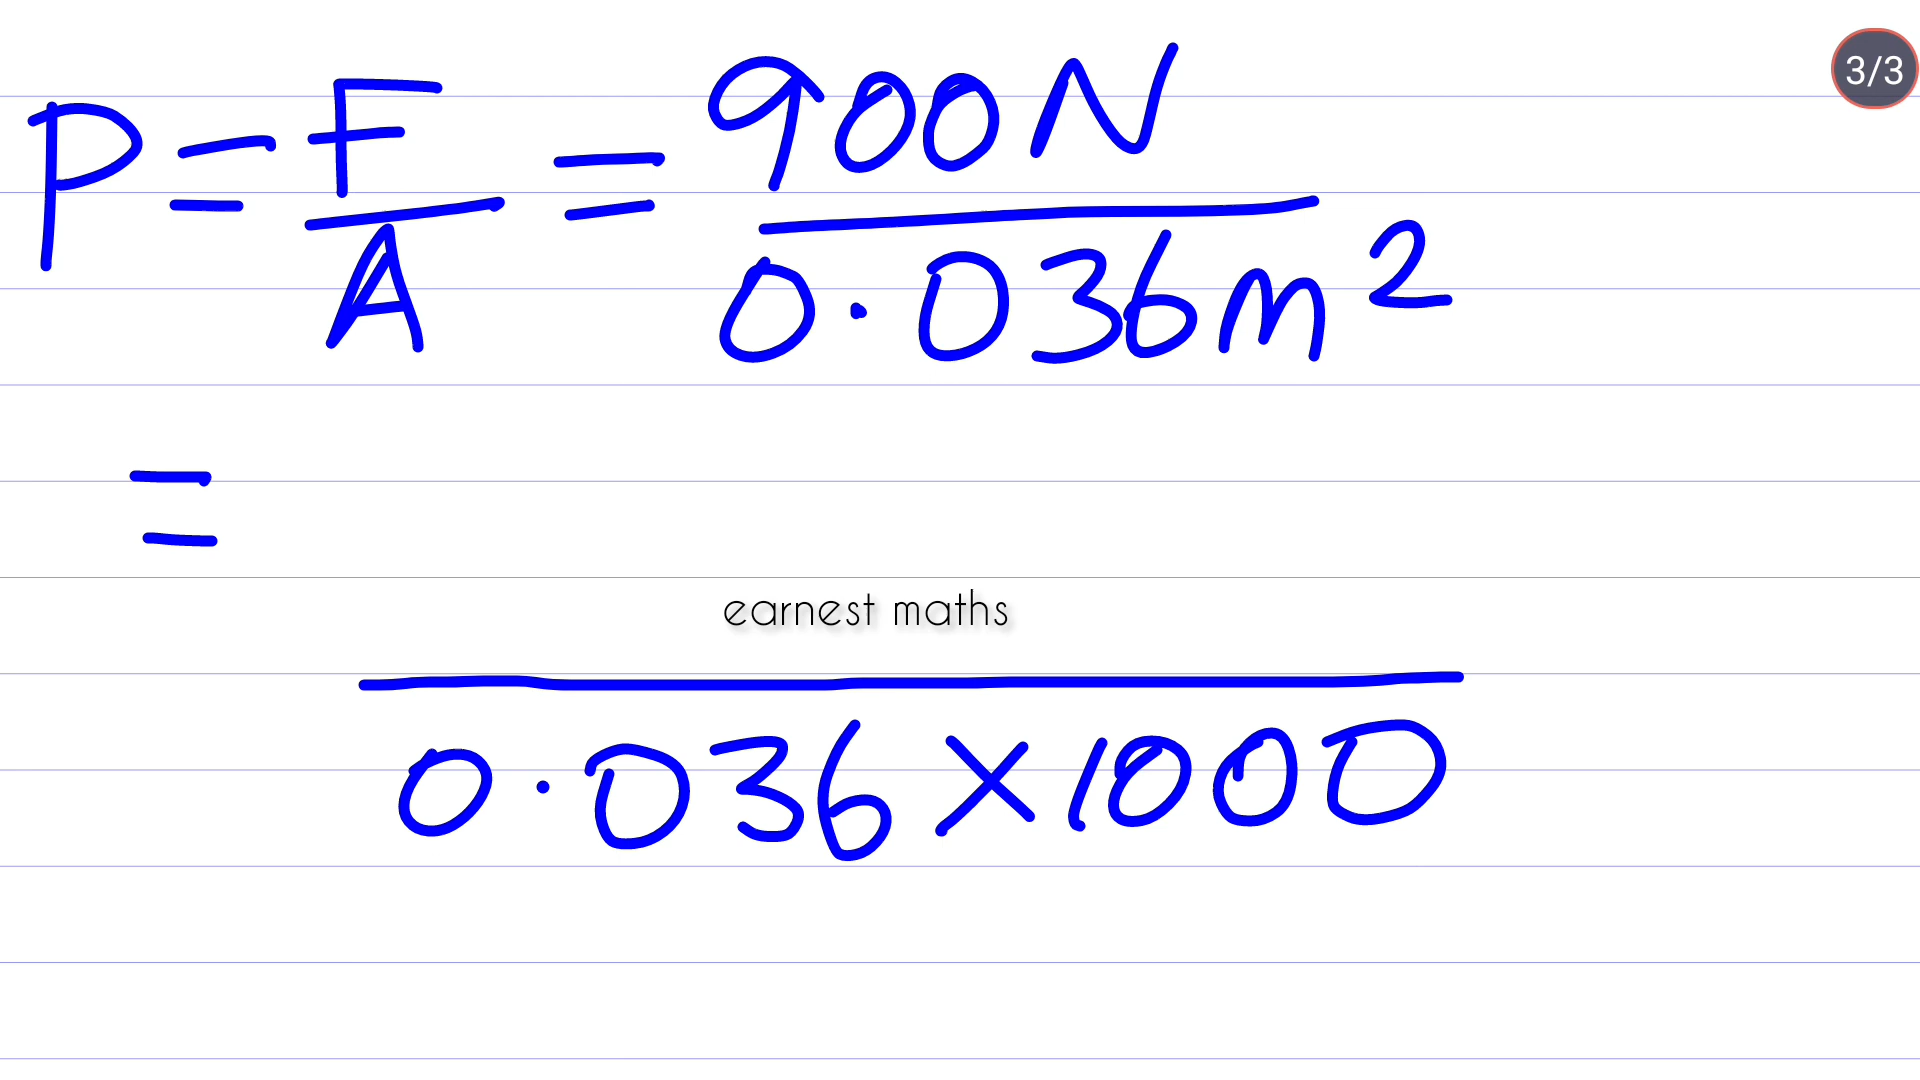 3/3
P = F/A = 900N/0.036m²
=
earnest maths
0.036×1000